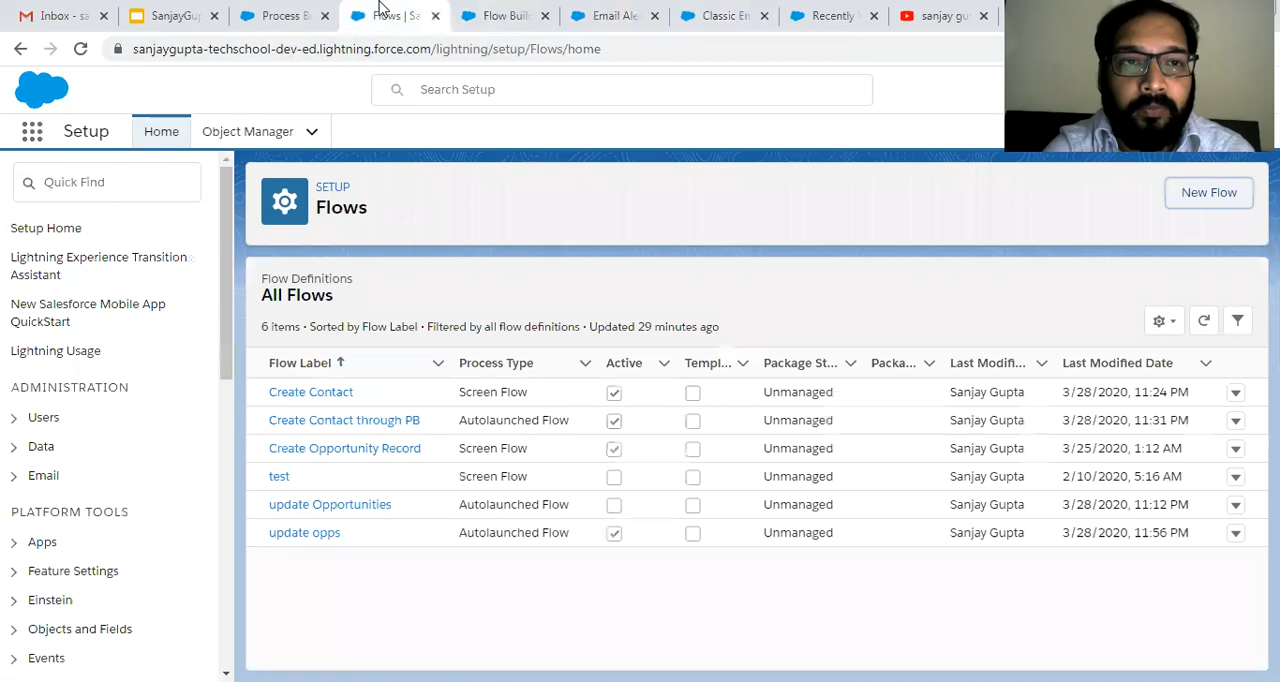 Inbox - sa
SanjayGup
Process Bu
Flows | Sa
Flow Build
Email Aler
Classic Em
Recently V
sanjay gu
sanjaygupta-techschool-dev-ed.lightning.force.com/lightning/setup/Flows/home
Search Setup
Setup
Home
Object Manager
Quick Find
Setup Home
Lightning Experience Transition
Assistant
New Salesforce Mobile App
QuickStart
Lightning Usage
ADMINISTRATION
Users
Data
Email
PLATFORM TOOLS
Apps
Feature Settings
Einstein
Objects and Fields
Events
SETUP
Flows
New Flow
Flow Definitions
All Flows
6 items • Sorted by Flow Label • Filtered by all flow definitions • Updated 29 minutes ago
Flow Label ↑ Process Type Active Templ... Package St... Packa... Last Modifi... Last Modified Date
Create Contact Screen Flow Unmanaged Sanjay Gupta 3/28/2020, 11:24 PM
Create Contact through PB Autolaunched Flow Unmanaged Sanjay Gupta 3/28/2020, 11:31 PM
Create Opportunity Record Screen Flow Unmanaged Sanjay Gupta 3/25/2020, 1:12 AM
test Screen Flow Unmanaged Sanjay Gupta 2/10/2020, 5:16 AM
update Opportunities Autolaunched Flow Unmanaged Sanjay Gupta 3/28/2020, 11:12 PM
update opps Autolaunched Flow Unmanaged Sanjay Gupta 3/28/2020, 11:56 PM